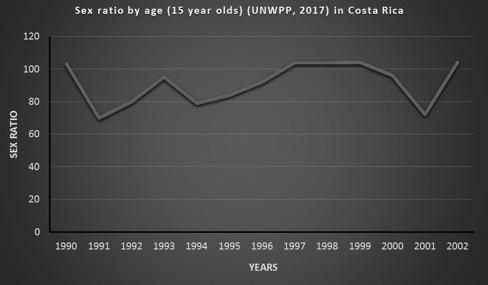 Sex ratio by age (15 year olds) (UNWPP, 2017) in Costa Rica
120
100
80
60
40
20
0
SEX RATIO
1990 1991 1992 1993 1994 1995 1996 1997 1998 1999 2000 2001 2002
YEARS